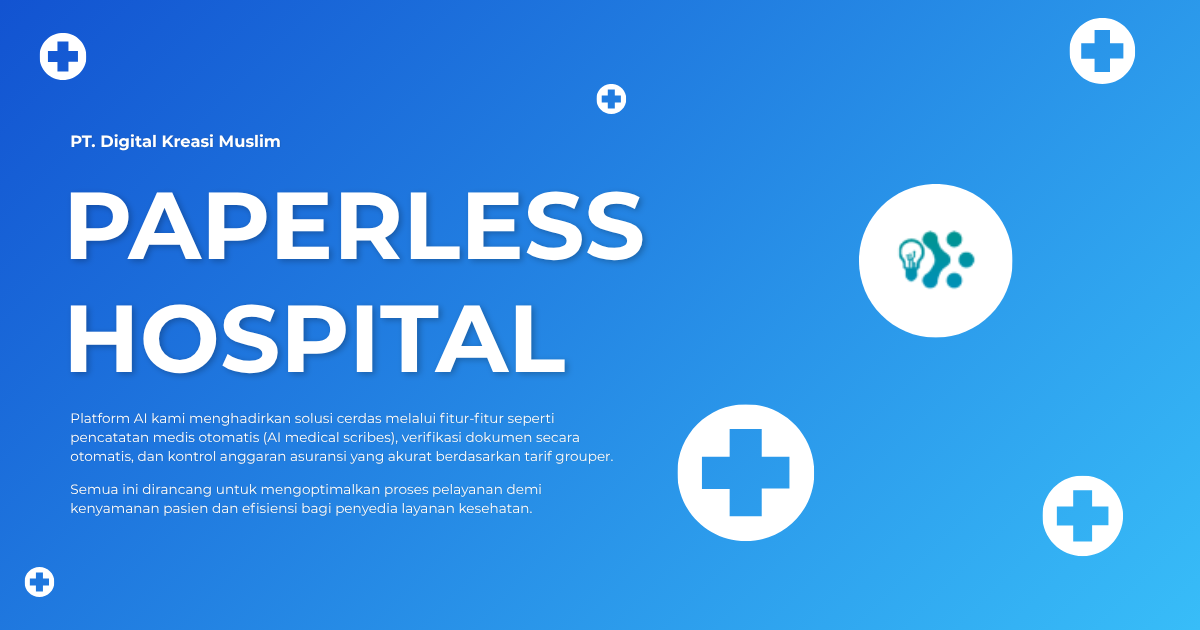 PT. Digital Kreasi Muslim
PAPERLESS
HOSPITAL
Platform AI kami menghadirkan solusi cerdas melalui fitur-fitur seperti
pencatatan medis otomatis (AI medical scribes), verifikasi dokumen secara
otomatis, dan kontrol anggaran asuransi yang akurat berdasarkan tarif grouper.
Semua ini dirancang untuk mengoptimalkan proses pelayanan demi
kenyamanan pasien dan efisiensi bagi penyedia layanan kesehatan.